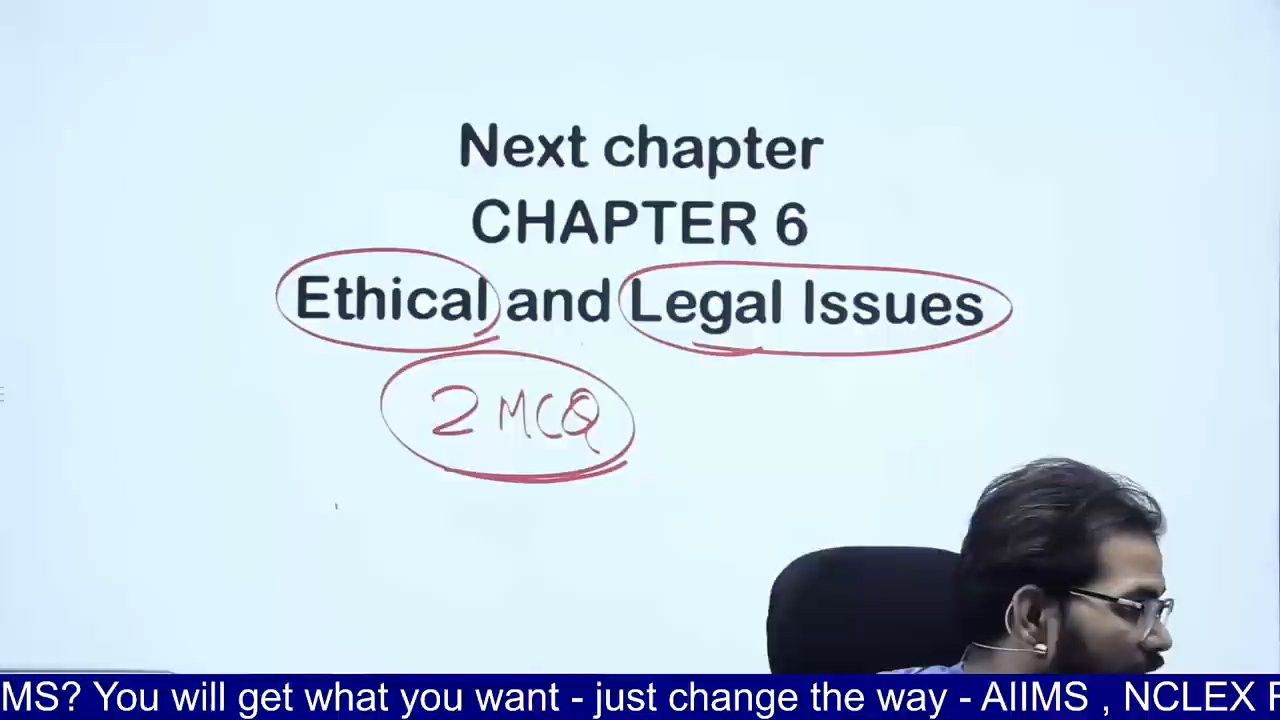 Next chapter
CHAPTER 6
Ethical and Legal Issues
2 MCQ
MS? You will get what you want - just change the way - AIIMS , NCLEX